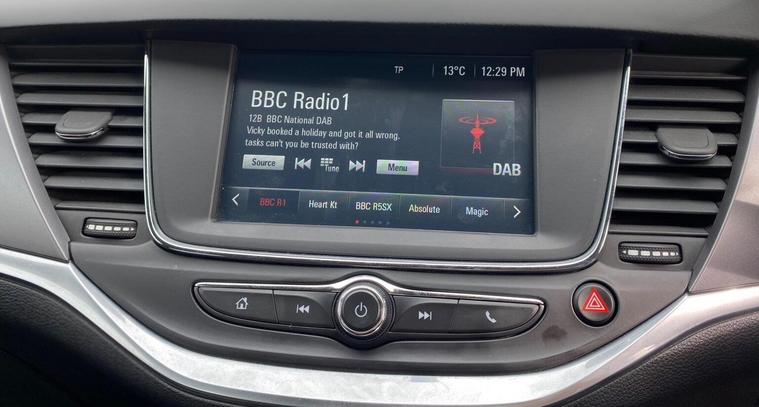 TP 13°C 12:29 PM
BBC Radio1
12B BBC National DAB
Vicky booked a holiday and got it all wrong.
tasks can't you be trusted with?
DAB
Source Tune Menu
BBC R1 Heart Kt BBC R5SX Absolute Magic